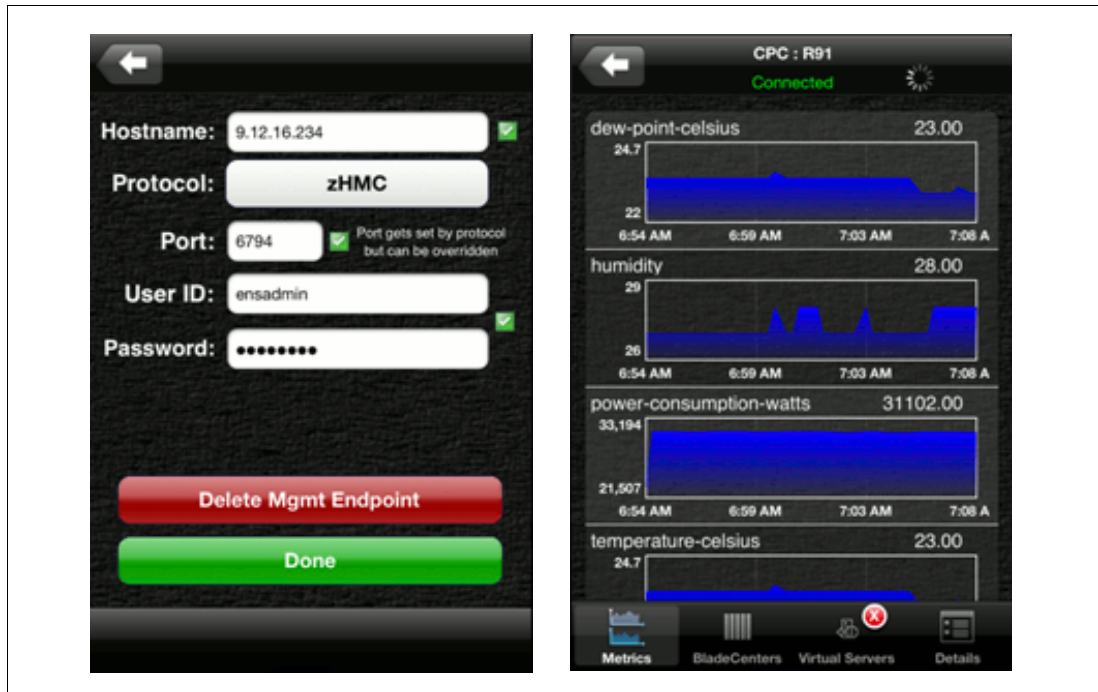 Hostname: 9.12.16.234
Protocol: zHMC
Port: 6794 Port gets set by protocol
but can be overridden
User ID: ensadmin
Password: ●●●●●●●●
Delete Mgmt Endpoint
Done
CPC : R91
Connected
dew-point-celsius 23.00
24.7
22
6:54 AM 6:59 AM 7:03 AM 7:08 A
humidity 28.00
29
26
6:54 AM 6:59 AM 7:03 AM 7:08 A
power-consumption-watts 31102.00
33,194
21,507
6:54 AM 6:59 AM 7:03 AM 7:08 A
temperature-celsius 23.00
24.7
X
Metrics BladeCenters Virtual Servers Details